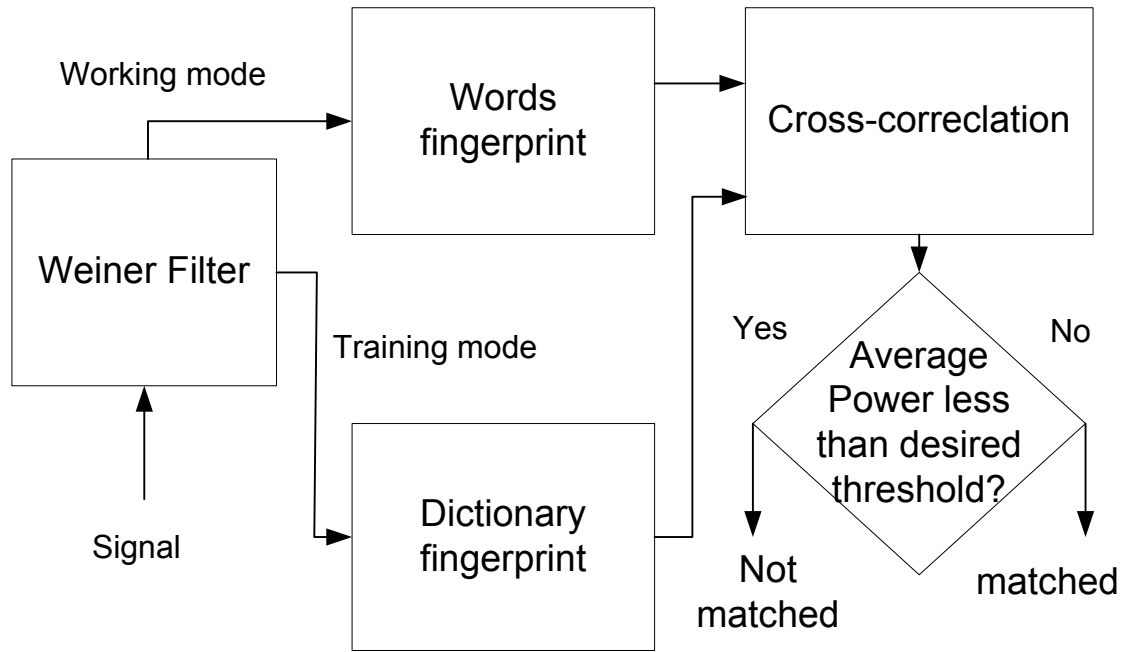 Working mode
Words
fingerprint
Cross-correclation
Weiner Filter
Training mode
Signal
Dictionary
fingerprint
Yes
No
Average
Power less
than desired
threshold?
Not
matched
matched